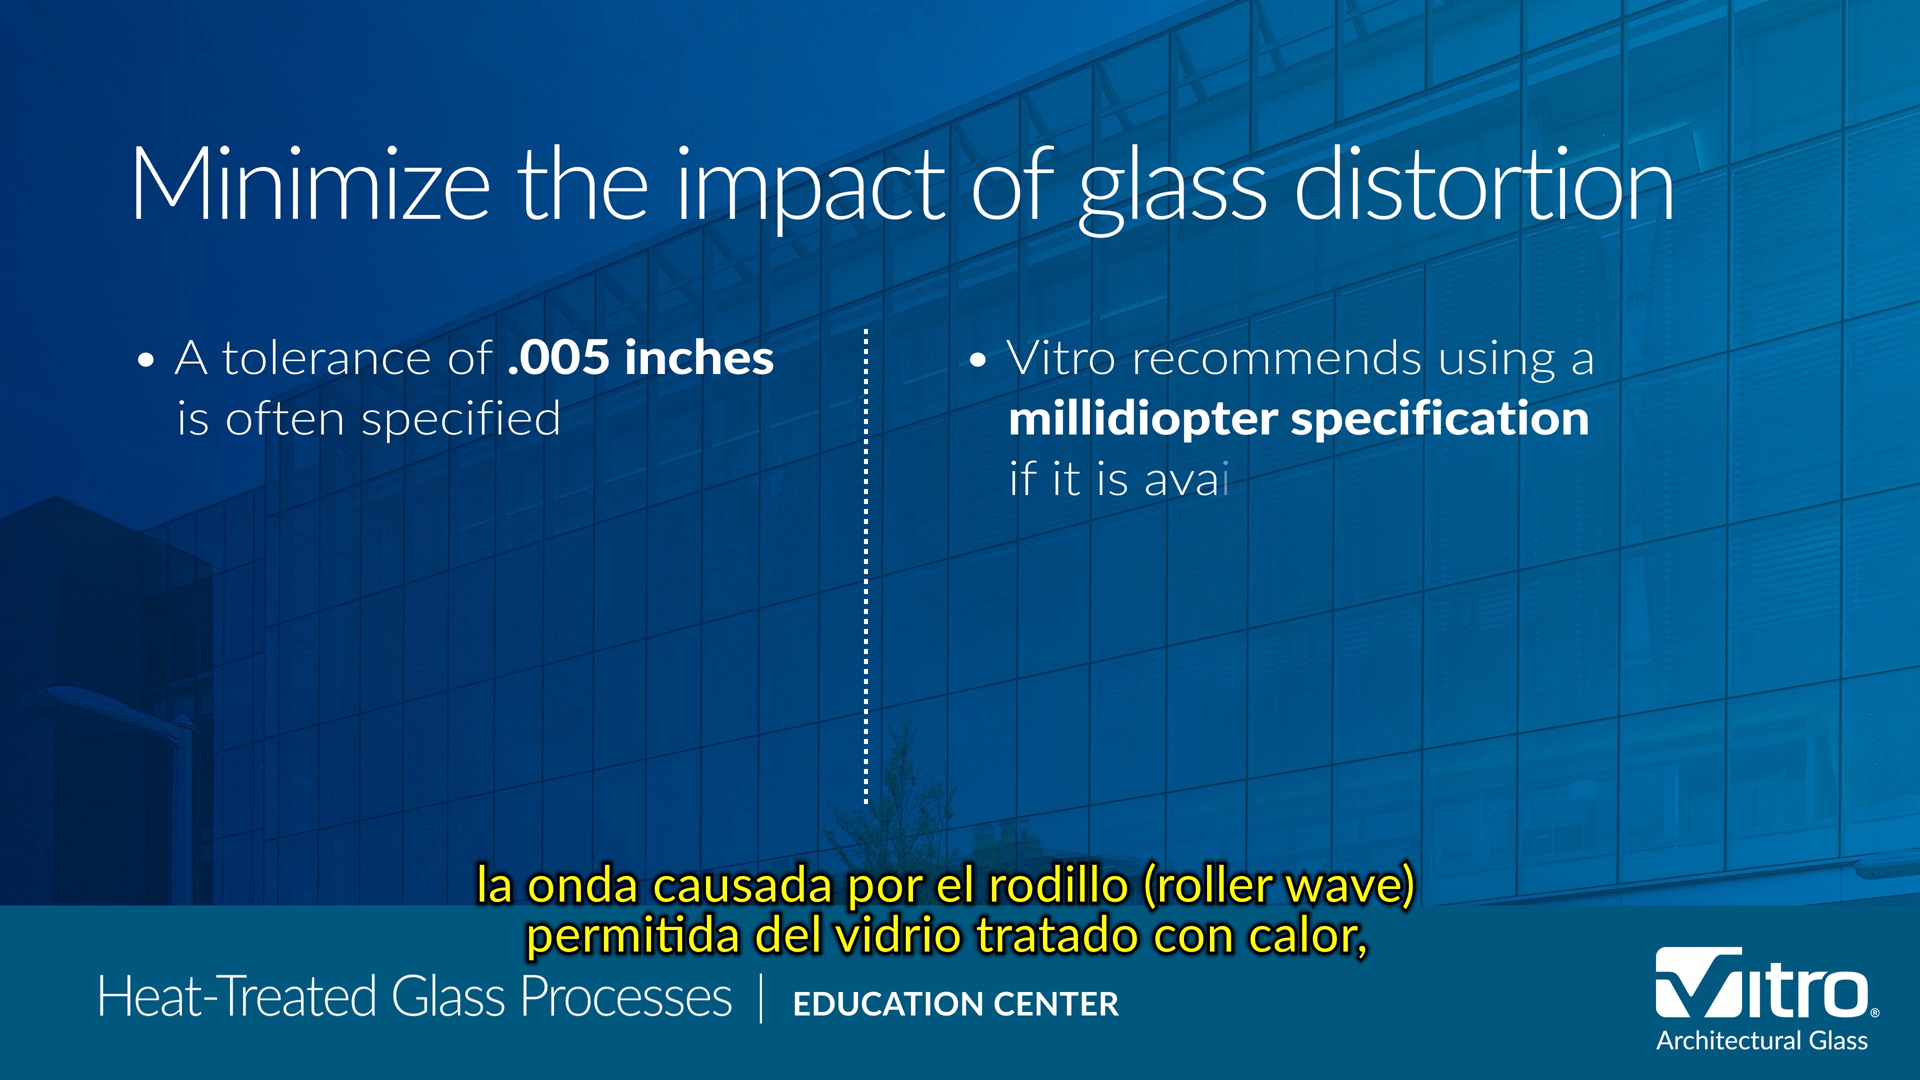 Minimize the impact of glass distortion
• A tolerance of .005 inches
is often specified
• Vitro recommends using a
millidiopter specification
if it is avai
la onda causada por el rodillo (roller wave)
permitida del vidrio tratado con calor,
Heat-Treated Glass Processes | EDUCATION CENTER
Vitro®
Architectural Glass